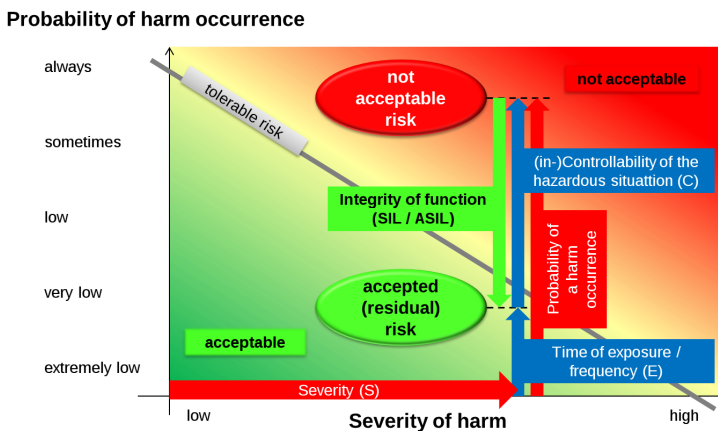 Probability of harm occurrence
always
sometimes
low
very low
extremely low
tolerable risk
not
acceptable
risk
not acceptable
(in-)Controllability of the
hazardous situattion (C)
Integrity of function
(SIL / ASIL)
Probability of
a harm
occurrence
accepted
(residual)
risk
acceptable
Time of exposure /
frequency (E)
Severity (S)
low
Severity of harm
high